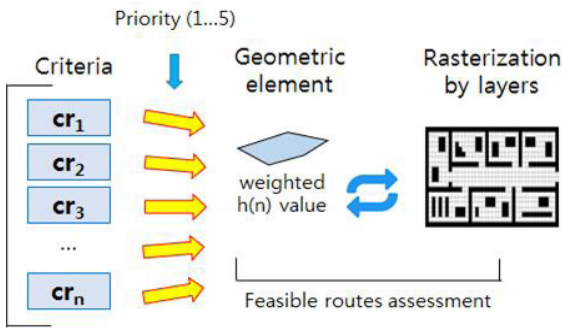 Priority (1...5)
Criteria
Geometric
element
Rasterization
by layers
cr1
cr2
cr3
...
crn
weighted
h(n) value
Feasible routes assessment